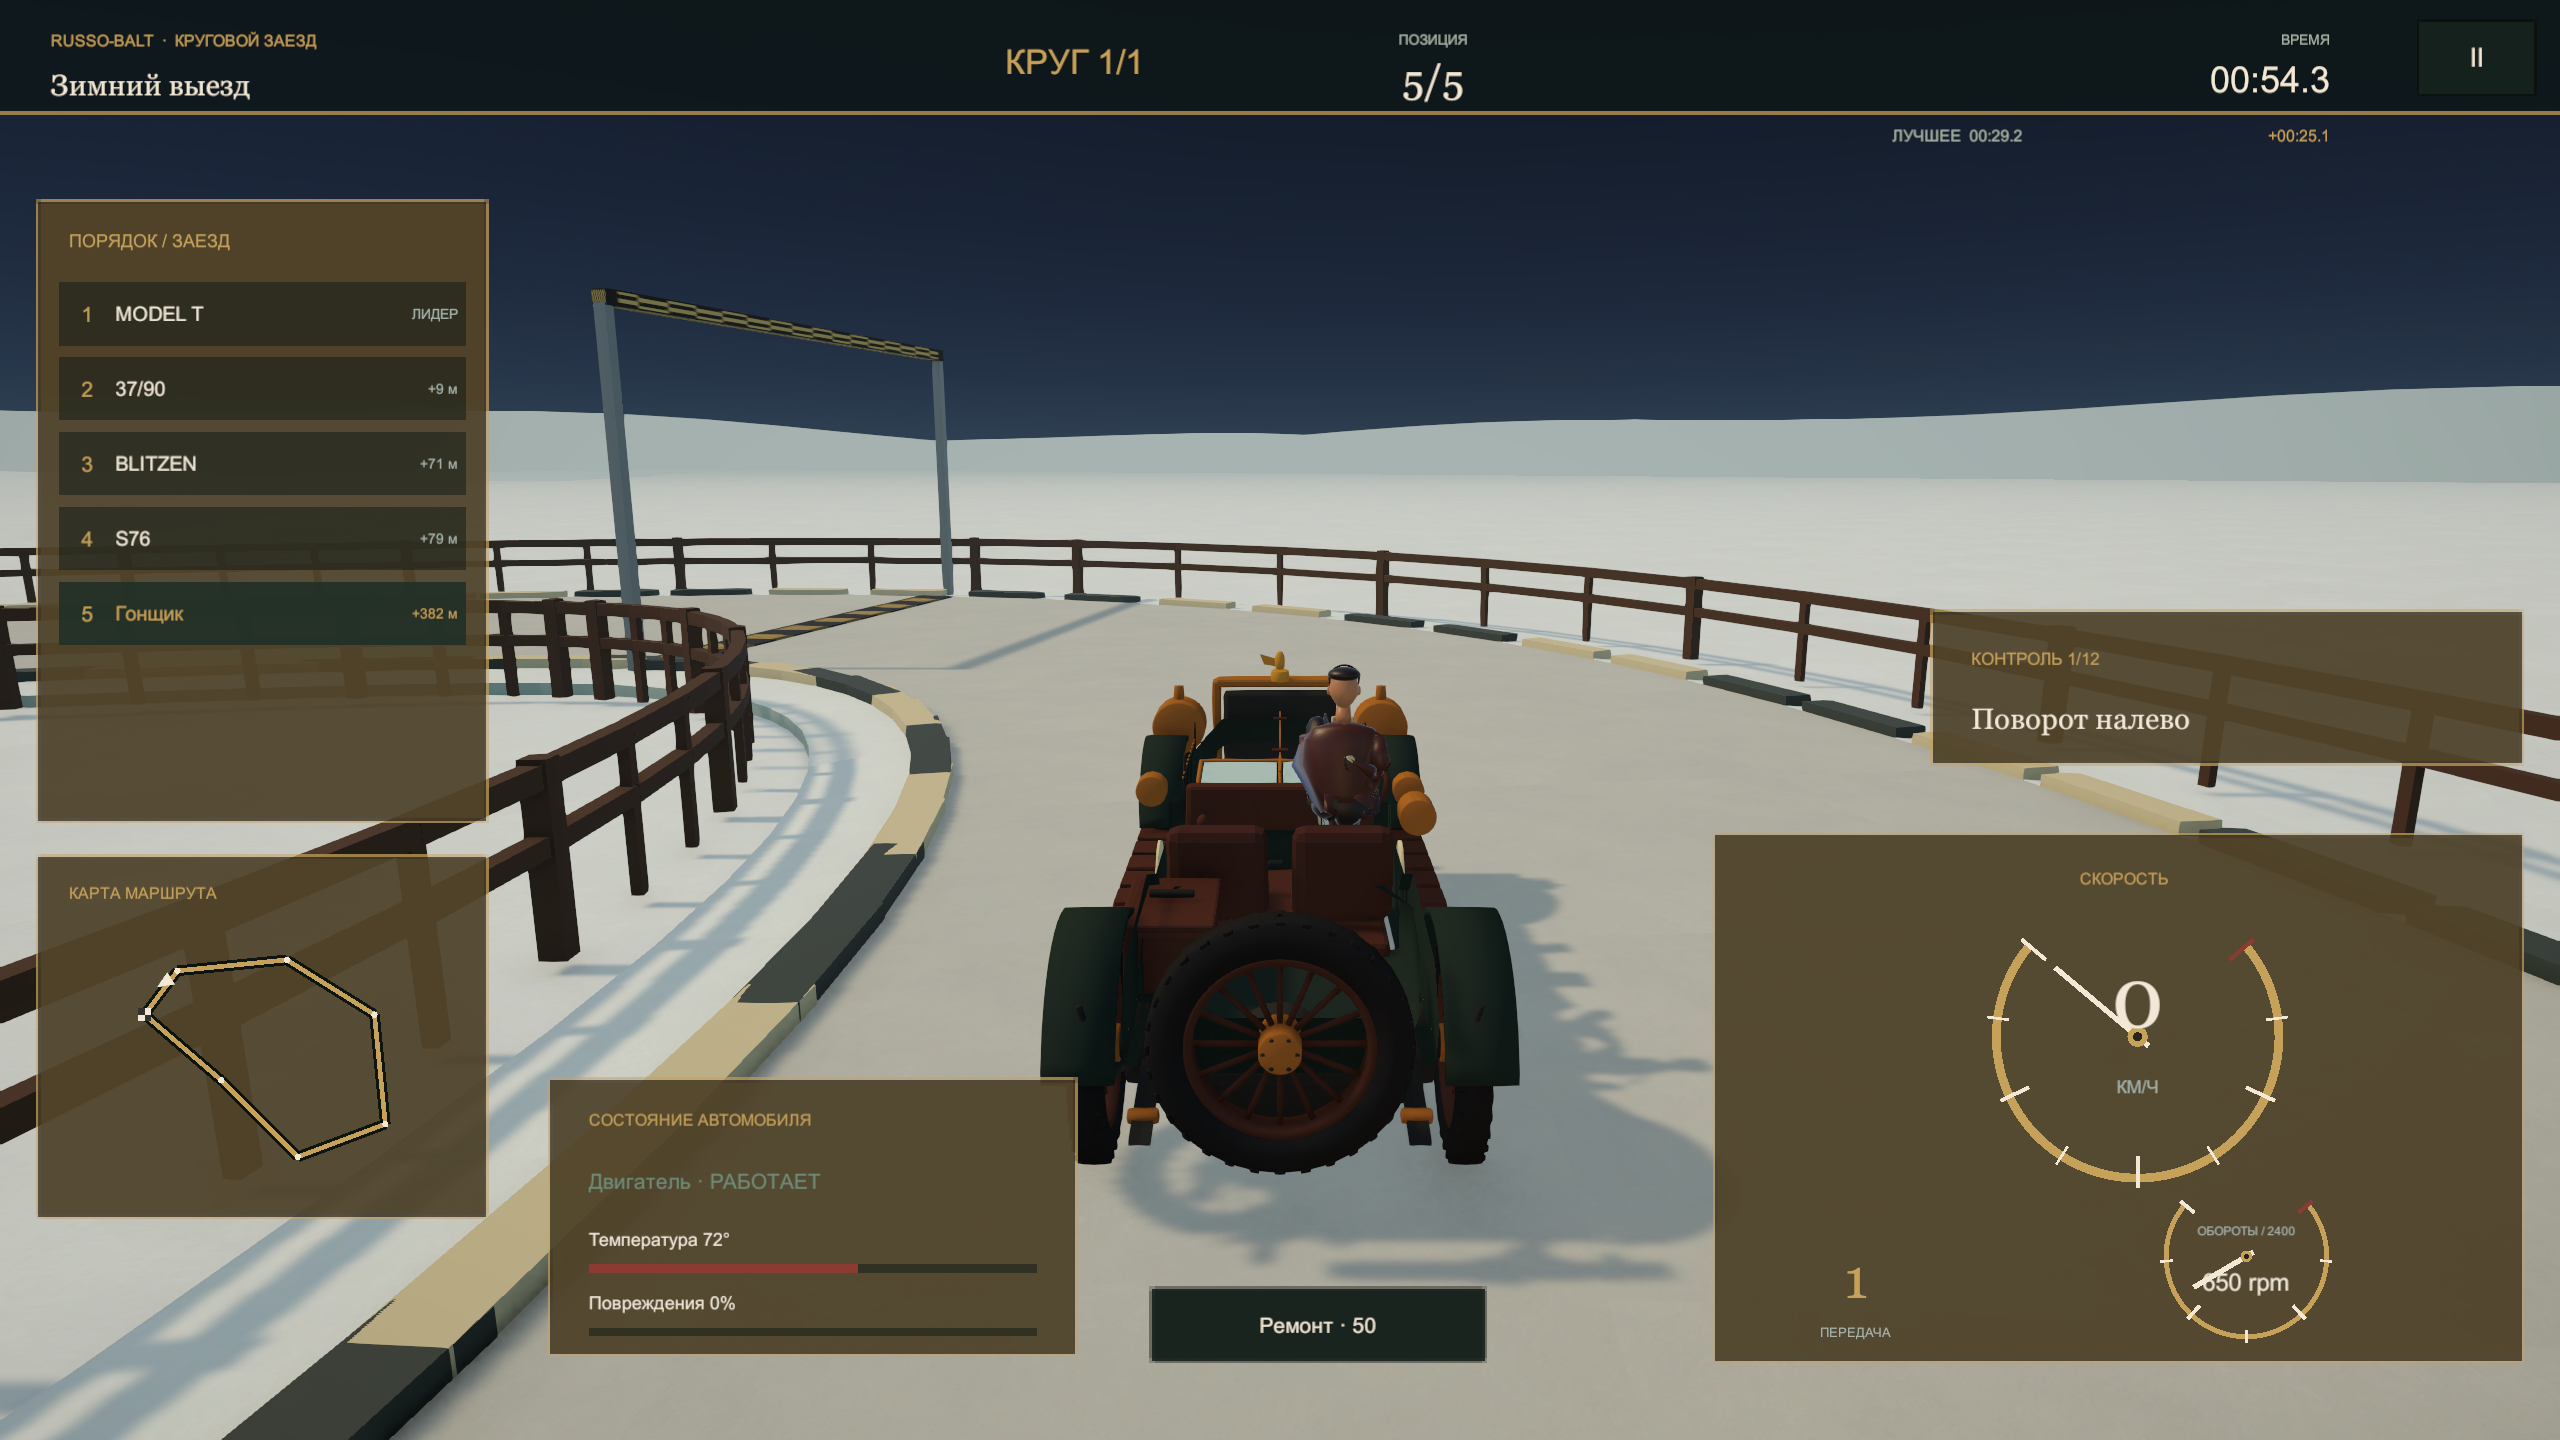 RUSSO-BALT · КРУГОВОЙ ЗАЕЗД
Зимний выезд
КРУГ 1/1
ПОЗИЦИЯ
5/5
ВРЕМЯ
00:54.3
II
ЛУЧШЕЕ 00:29.2
+00:25.1
ПОРЯДОК / ЗАЕЗД
1 MODEL T ЛИДЕР
2 37/90 +9 м
3 BLITZEN +71 м
4 S76 +79 м
5 Гонщик +382 м
КОНТРОЛЬ 1/12
Поворот налево
КАРТА МАРШРУТА
СОСТОЯНИЕ АВТОМОБИЛЯ
Двигатель · РАБОТАЕТ
Температура 72°
Повреждения 0%
Ремонт · 50
СКОРОСТЬ
0
КМ/Ч
ОБОРОТЫ / 2400
650 rpm
1
ПЕРЕДАЧА